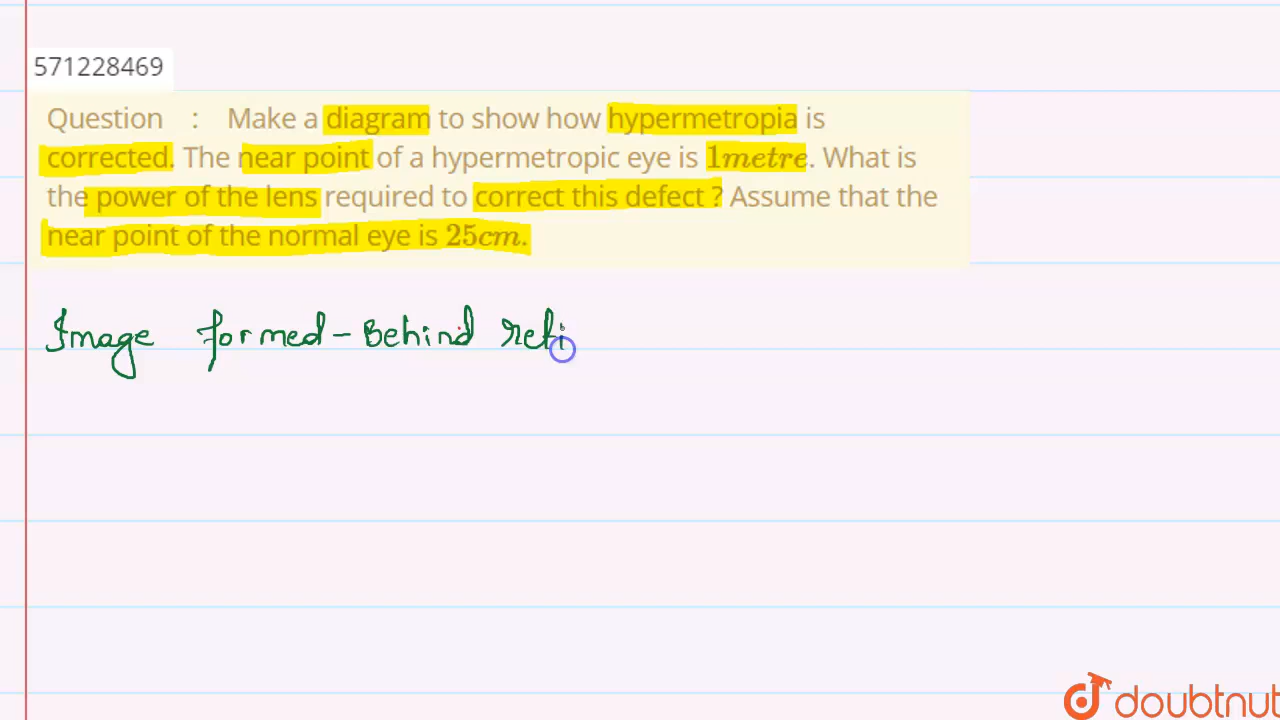 571228469
Question : Make a diagram to show how hypermetropia is
corrected. The near point of a hypermetropic eye is 1metre. What is
the power of the lens required to correct this defect ? Assume that the
near point of the normal eye is 25cm.
Image formed - Behind reti
doubtnut